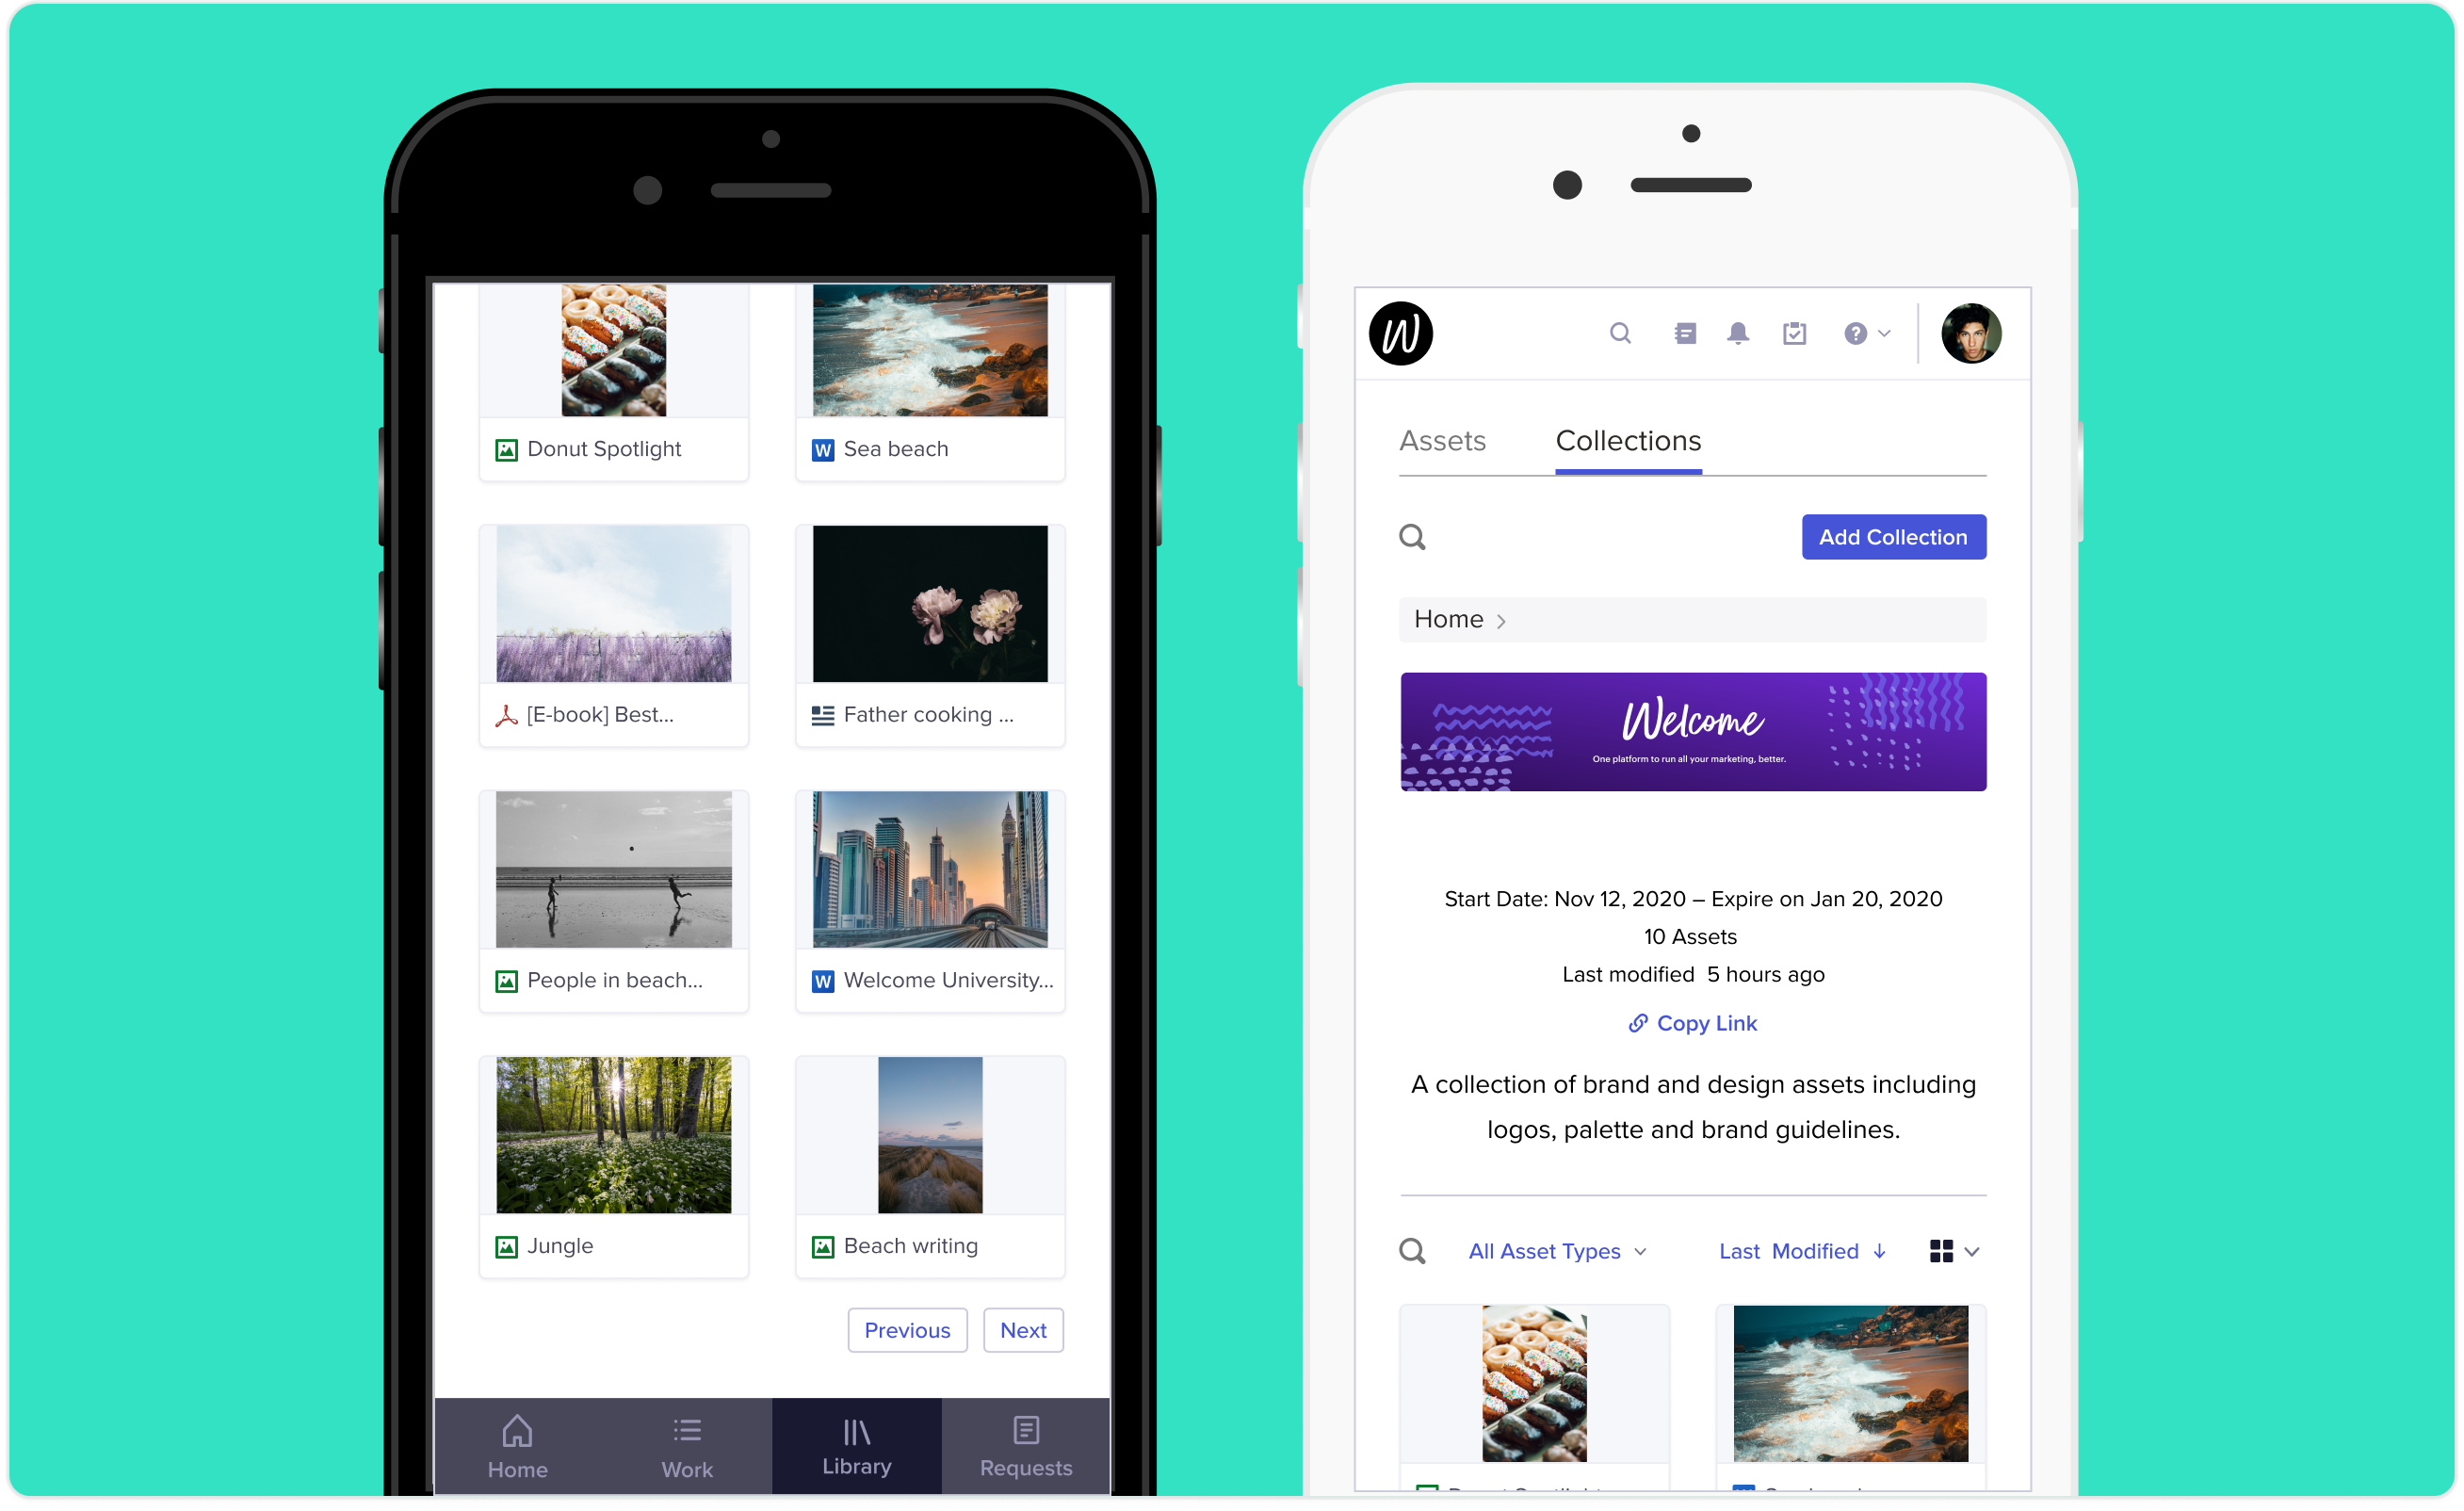 Donut Spotlight
W Sea beach
[E-book] Best...
Father cooking ...
People in beach...
W Welcome University...
Jungle
Beach writing
Previous Next
Home Work Library Requests
W
?
Assets Collections
Add Collection
Home >
Welcome
One platform to run all your marketing, better.
Start Date: Nov 12, 2020 – Expire on Jan 20, 2020
10 Assets
Last modified 5 hours ago
Copy Link
A collection of brand and design assets including
logos, palette and brand guidelines.
All Asset Types Last Modified ↓